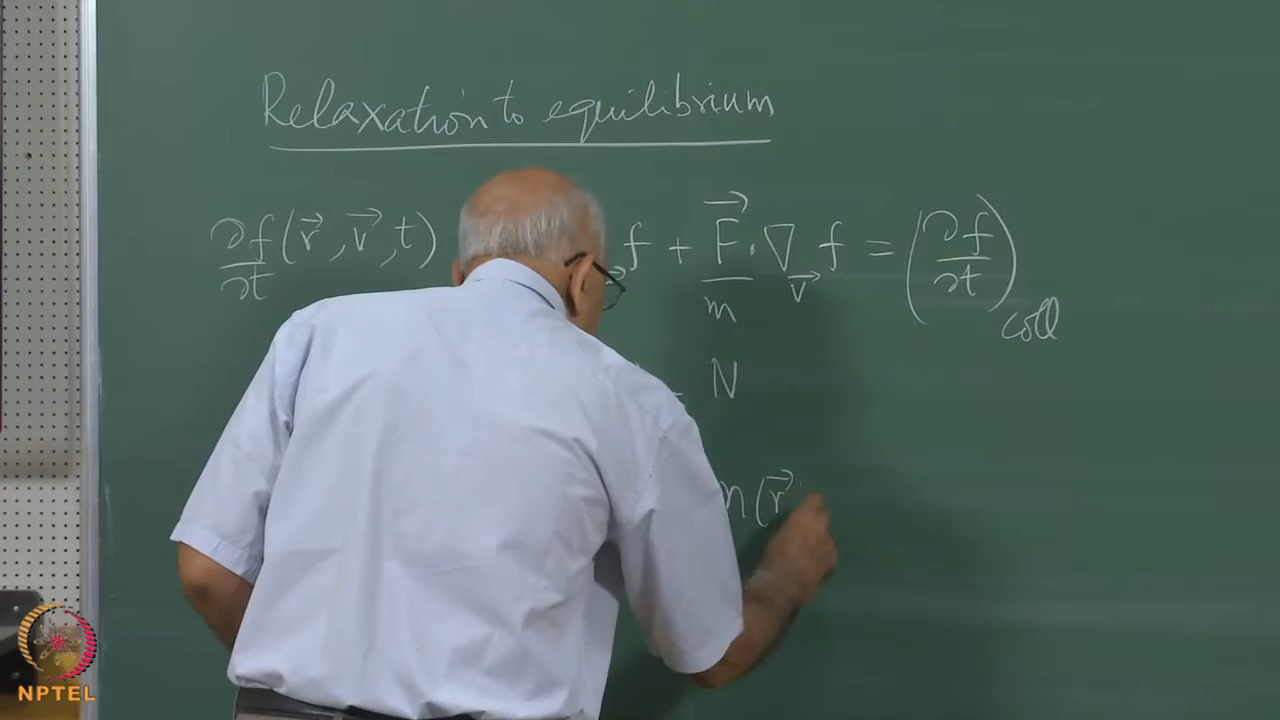 Relaxation to equilibrium
∂f/∂t (r⃗, v⃗, t) f + F⃗/m · ∇_v⃗ f = (∂f/∂t)_coll
N
n(r⃗
NPTEL